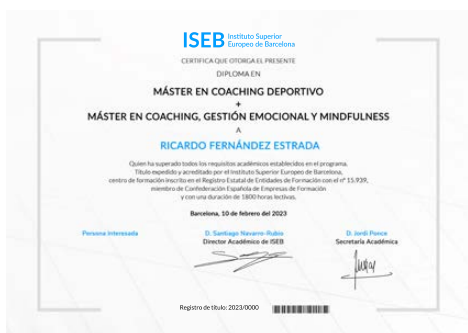 ISEB Instituto Superior
Europeo de Barcelona
CERTIFICA QUE OTORGA EL PRESENTE
DIPLOMA EN
MÁSTER EN COACHING DEPORTIVO
+
MÁSTER EN COACHING, GESTIÓN EMOCIONAL Y MINDFULNESS
A
RICARDO FERNÁNDEZ ESTRADA
Quien ha superado todos los requisitos académicos establecidos en el programa.
Título expedido y acreditado por el Instituto Superior Europeo de Barcelona,
centro de formación inscrito en el Registro Estatal de Entidades de Formación con el nº 15.939,
miembro de Confederación Española de Empresas de Formación
y con una duración de 1800 horas lectivas.
Barcelona, 10 de febrero del 2023
Persona Interesada D. Santiago Navarro-Rubio D. Jordi Ponce
Director Académico de ISEB Secretaría Académica
Registro de título: 2023/0000